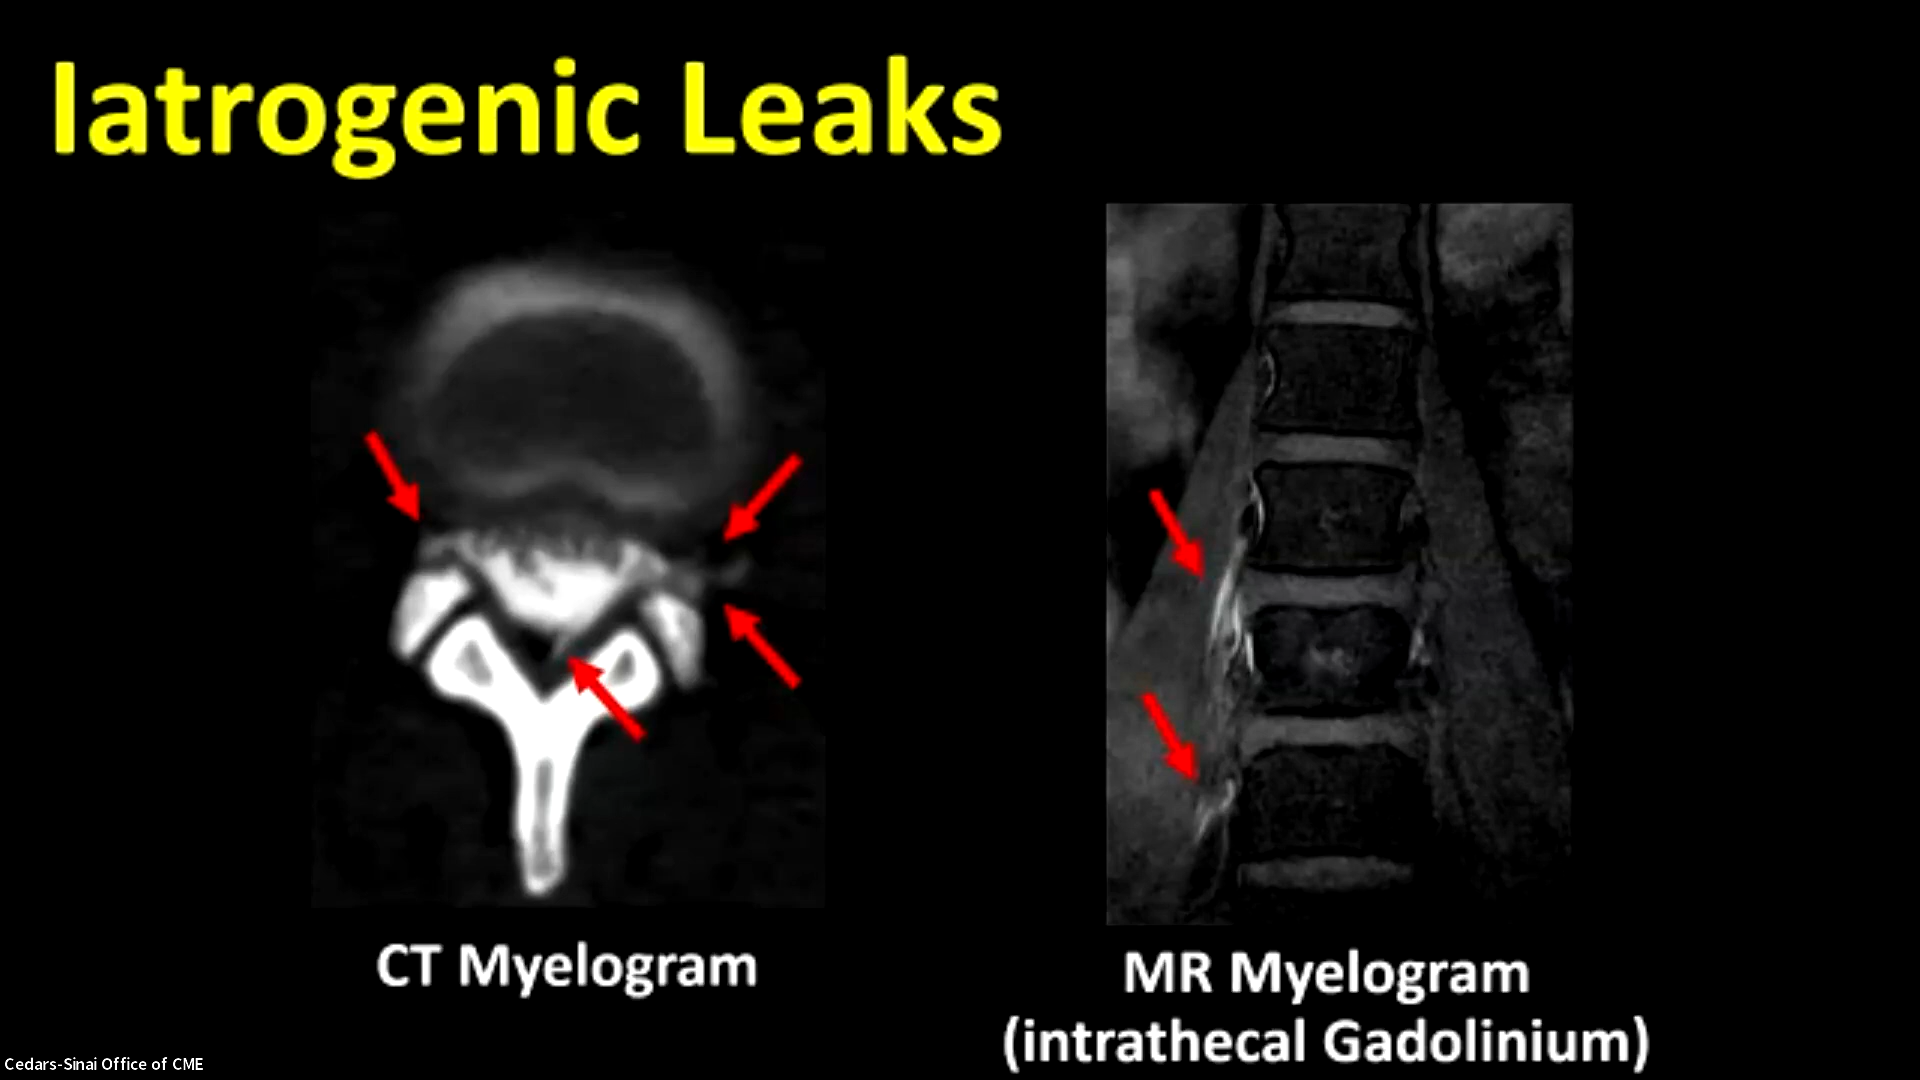 Iatrogenic Leaks
CT Myelogram
MR Myelogram
(intrathecal Gadolinium)
Cedars-Sinai Office of CME